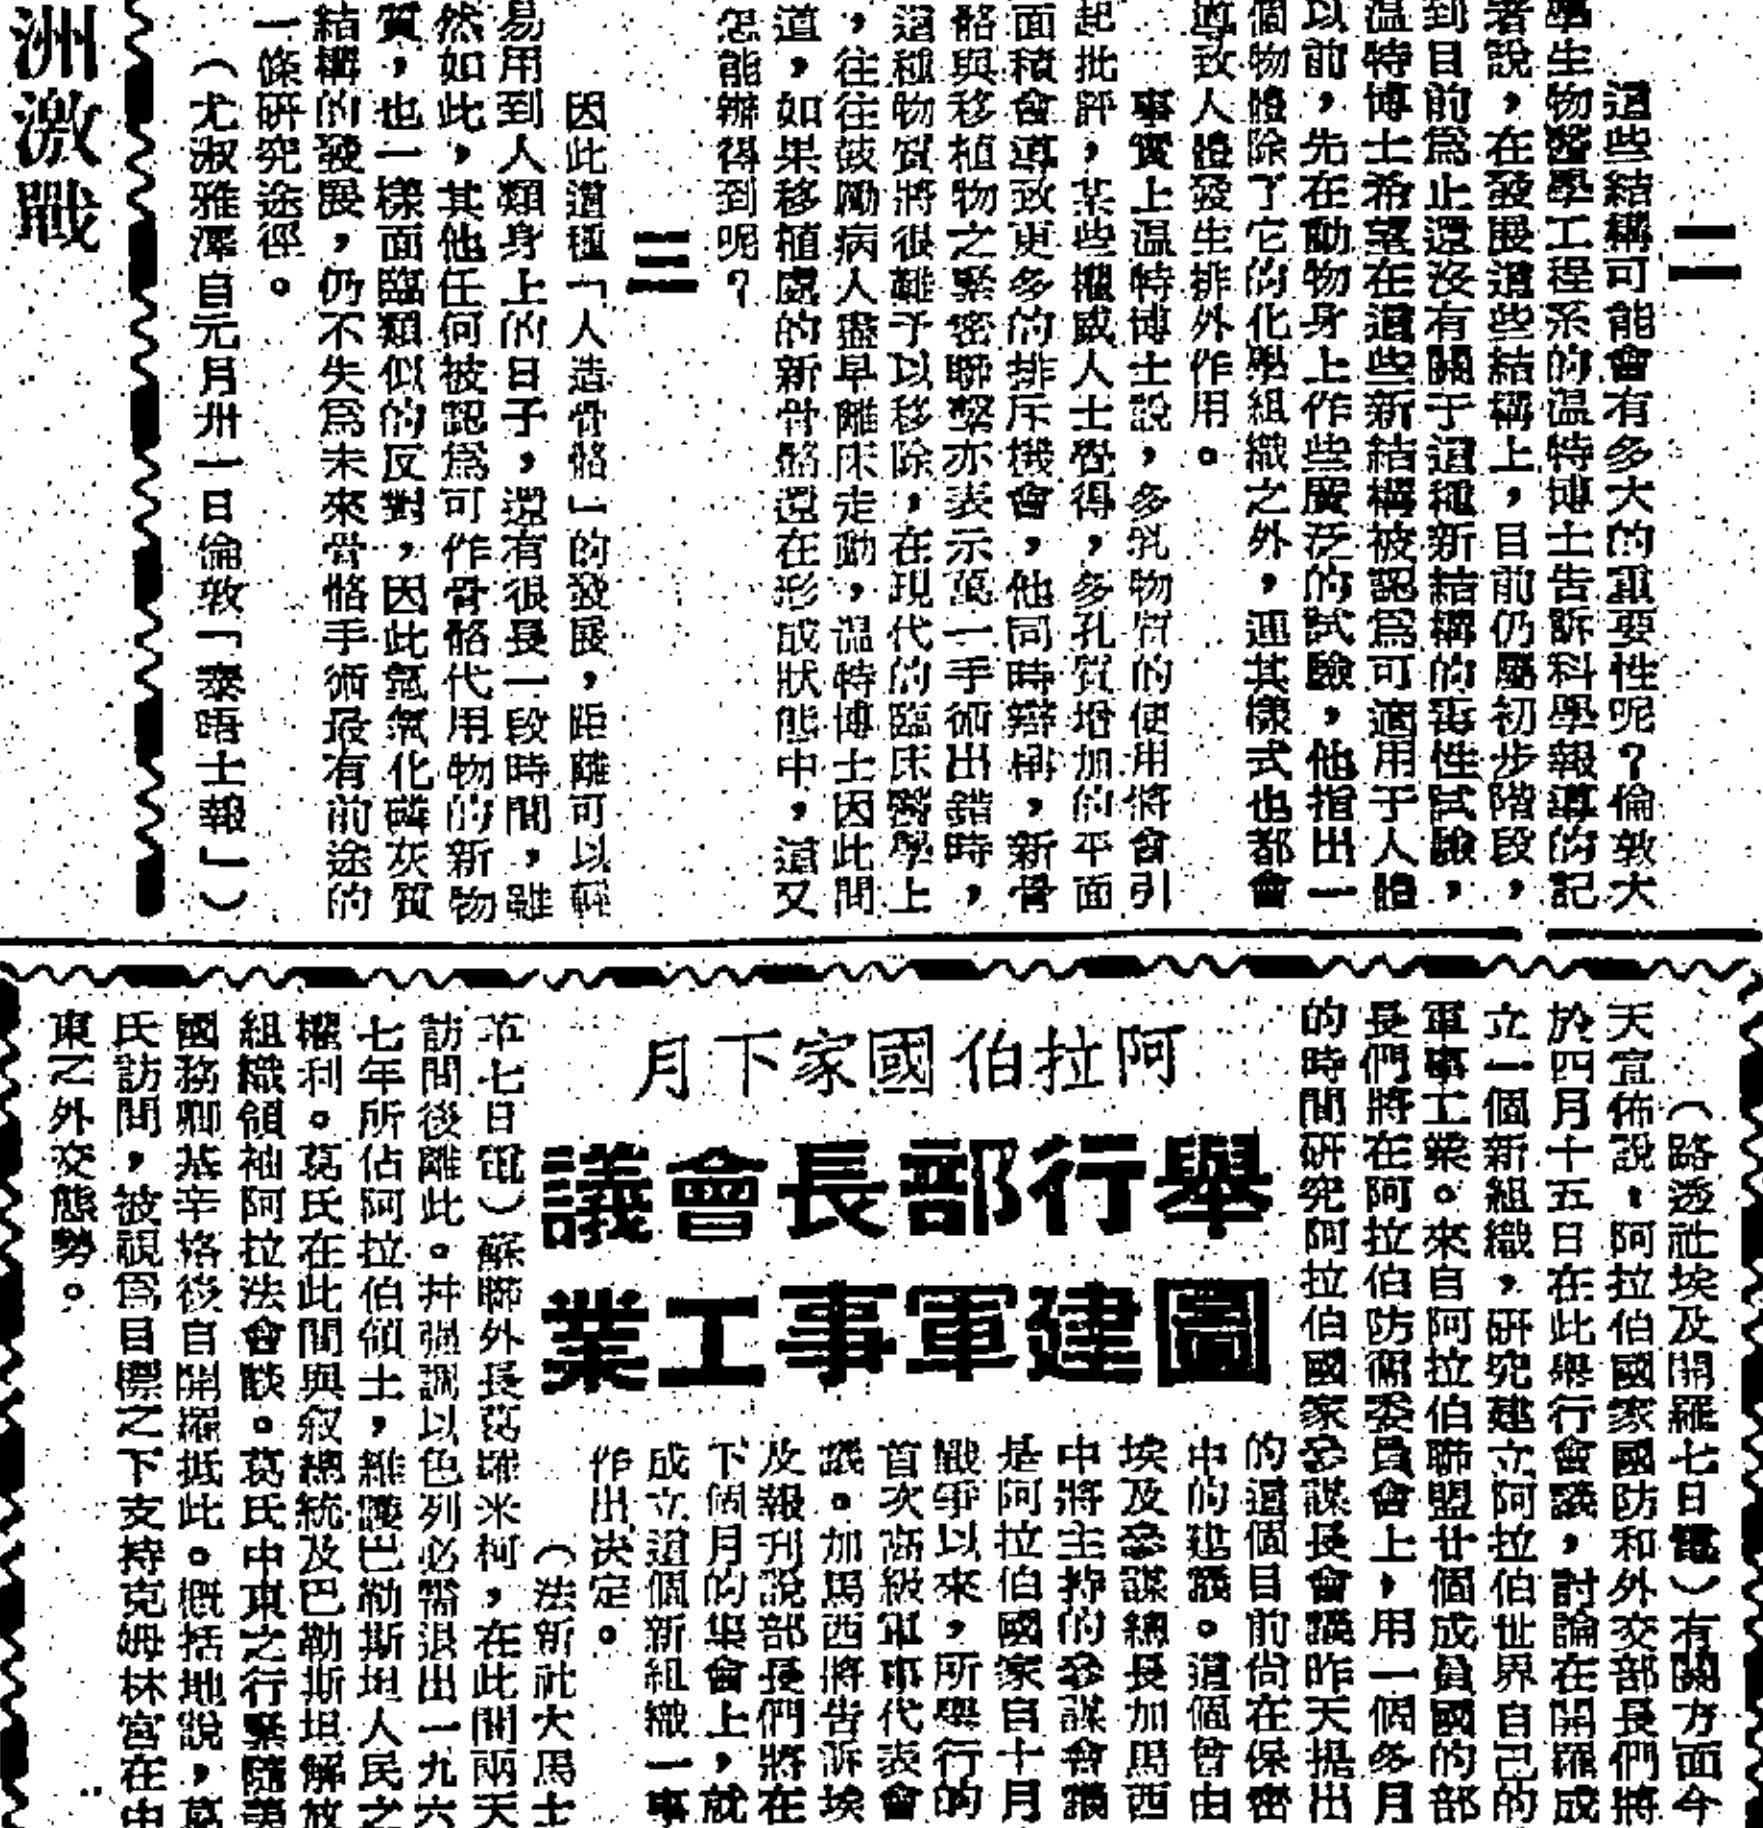 二
這些結構可能會有多大的重要性呢？倫敦大
學生物醫學工程系的溫特博士告訴科學報導的記
者說，在發展這些結構上，目前仍屬初步階段，
到目前為止還沒有關于這種新結構的毒性試驗，
溫特博士希望在這些新結構被認為可適用于人體
以前，先在動物身上作些廣泛的試驗，他指出一
個物體除了它的化學組織之外，連其樣式也都會
導致人體發生排外作用。
事實上溫特博士說，多孔物質的使用將會引
起批評，某些權威人士覺得，多孔質增加的平面
面積會導致更多的排斥機會，他同時辯稱，新骨
骼與移植物之緊密聯繫亦表示萬一手術出錯時，
這種物質將很難予以移除，在現代的臨床醫學上
，往往鼓勵病人盡早離床走動，溫特博士因此問
道，如果移植處的新骨骼還在形成狀態中，這又
怎能辦得到呢？
三
因此這種「人造骨骼」的發展，距離可以輕
易用到人類身上的日子，還有很長一段時間，雖
然如此，其他任何被認為可作骨骼代用物的新物
質，也一樣面臨類似的反對，因此氫氧化磷灰質
結構的發展，仍不失為未來骨骼手術最有前途的
一條研究途徑。
（尤淑雅譯自元月卅一日倫敦「泰晤士報」）
洲激戰
阿拉伯國家下月
舉行部長會議
圖建軍事工業
（路透社埃及開羅七日電）有關方面今
天宣佈說，阿拉伯國家國防和外交部長們將
於四月十五日在此舉行會議，討論在開羅成
立一個新組織，研究建立阿拉伯世界自己的
軍事工業。來自阿拉伯聯盟廿個成員國的部
長們將在阿拉伯防衛委員會上，用一個多月
的時間研究阿拉伯國家參謀長會議昨天提出
的這個目前尚在保密
中的建議。這個曾由
埃及參謀總長加馬西
中將主持的參謀會議
是阿拉伯國家自十月
戰爭以來，所舉行的
首次高級軍事代表會
議。加馬西將告訴埃
及報刊說部長們將在
下個月的集會上，就
成立這個新組織一事
作出決定。
（法新社大馬士
革七日電）蘇聯外長葛羅米柯，在此間兩天
訪問後離此。并強調以色列必需退出一九六
七年所佔阿拉伯領土，維護巴勒斯坦人民之
權利。葛氏在此間與敘總統及巴勒斯坦解放
組織領袖阿拉法會談。葛氏中東之行緊隨美
國務卿基辛格後自開羅抵此。概括地說，葛
氏訪問，被視為目標之下支持克姆林宮在中
東之外交態勢。